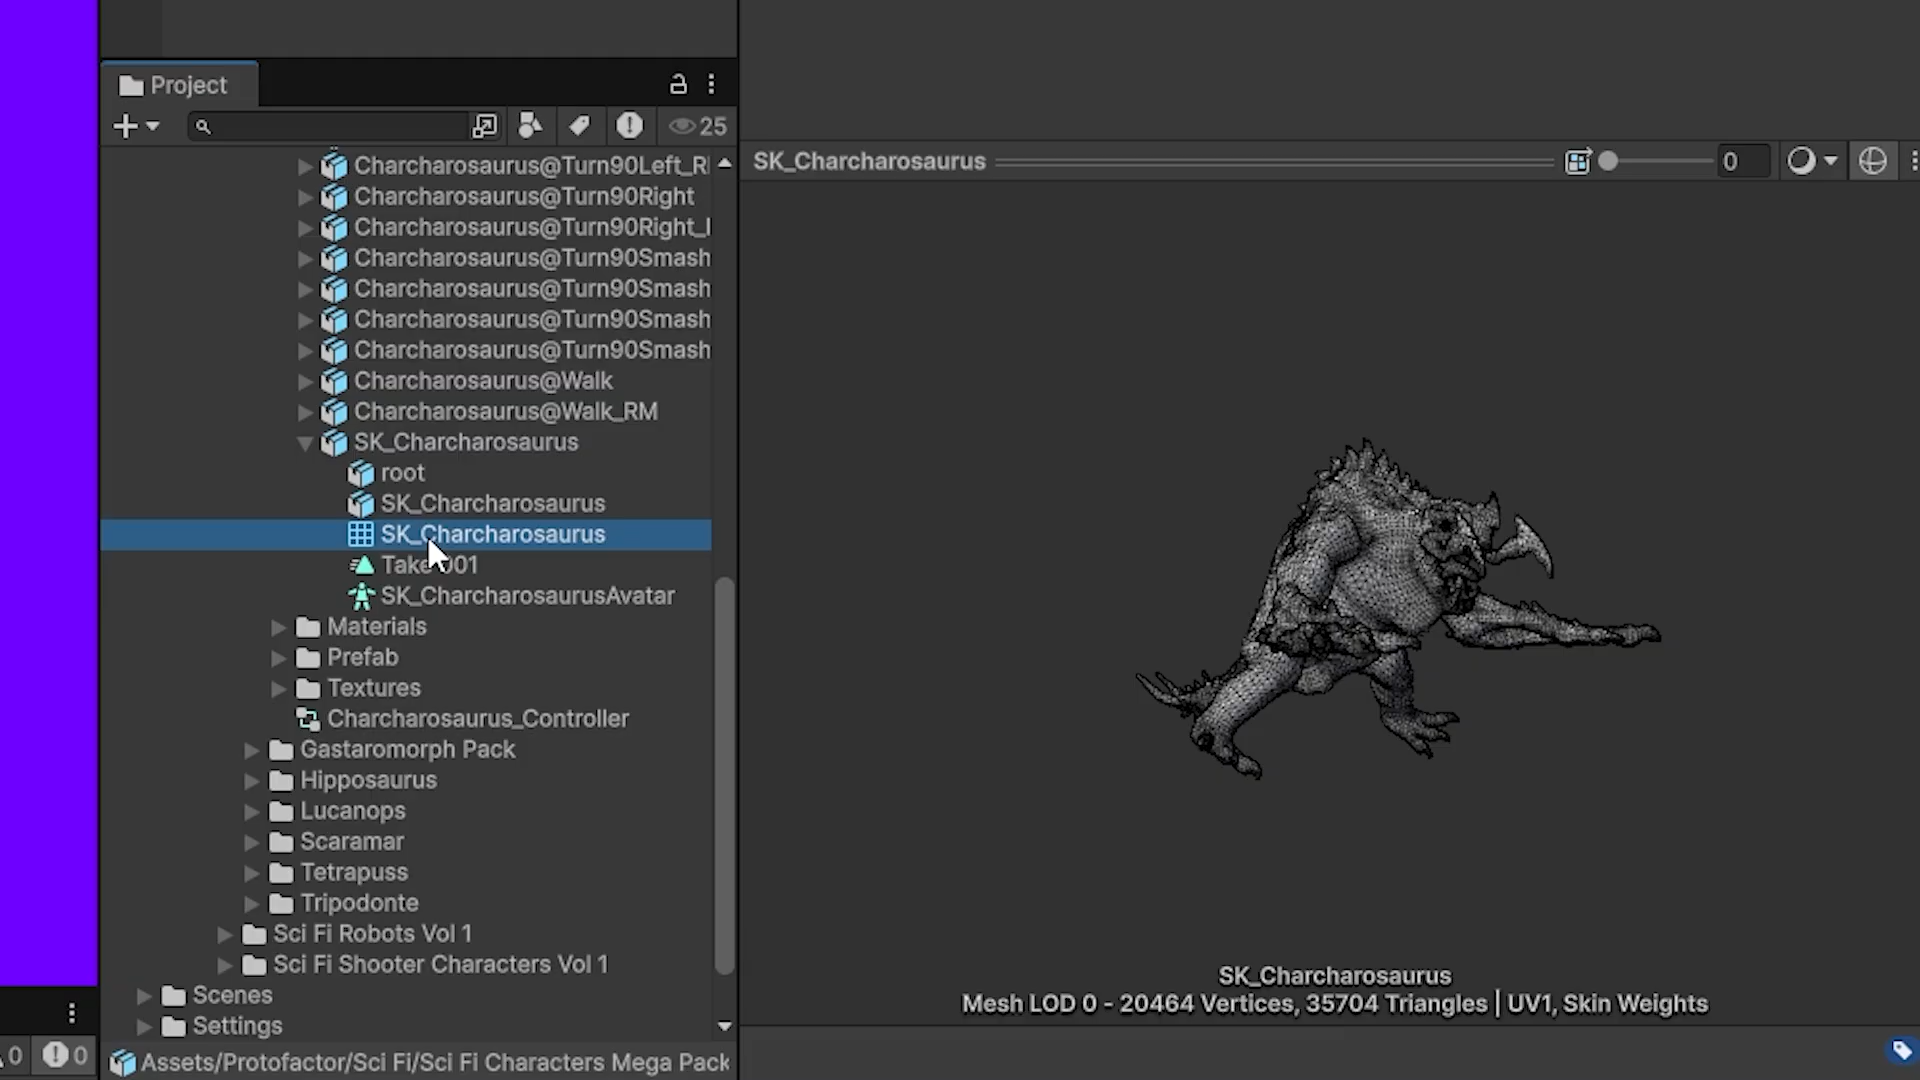 Project
25
Charcharosaurus@Turn90Left_R
Charcharosaurus@Turn90Right
Charcharosaurus@Turn90Right_
Charcharosaurus@Turn90Smash
Charcharosaurus@Turn90Smash
Charcharosaurus@Turn90Smash
Charcharosaurus@Turn90Smash
Charcharosaurus@Walk
Charcharosaurus@Walk_RM
SK_Charcharosaurus
root
SK_Charcharosaurus
SK_Charcharosaurus
Take 001
SK_CharcharosaurusAvatar
Materials
Prefab
Textures
Charcharosaurus_Controller
Gastaromorph Pack
Hipposaurus
Lucanops
Scaramar
Tetrapuss
Tripodonte
Sci Fi Robots Vol 1
Sci Fi Shooter Characters Vol 1
Scenes
Settings
0
0
Assets/Protofactor/Sci Fi/Sci Fi Characters Mega Pack
SK_Charcharosaurus
0
SK_Charcharosaurus
Mesh LOD 0 - 20464 Vertices, 35704 Triangles | UV1, Skin Weights